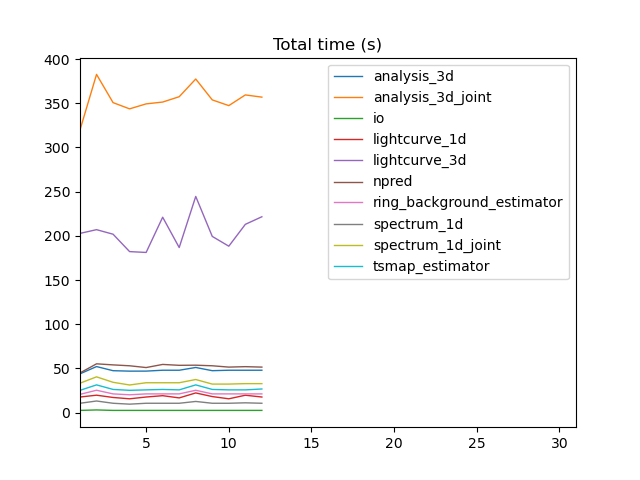 Total time (s)
400
350
300
250
200
150
100
50
0
5
10
15
20
25
30
analysis_3d
analysis_3d_joint
io
lightcurve_1d
lightcurve_3d
npred
ring_background_estimator
spectrum_1d
spectrum_1d_joint
tsmap_estimator